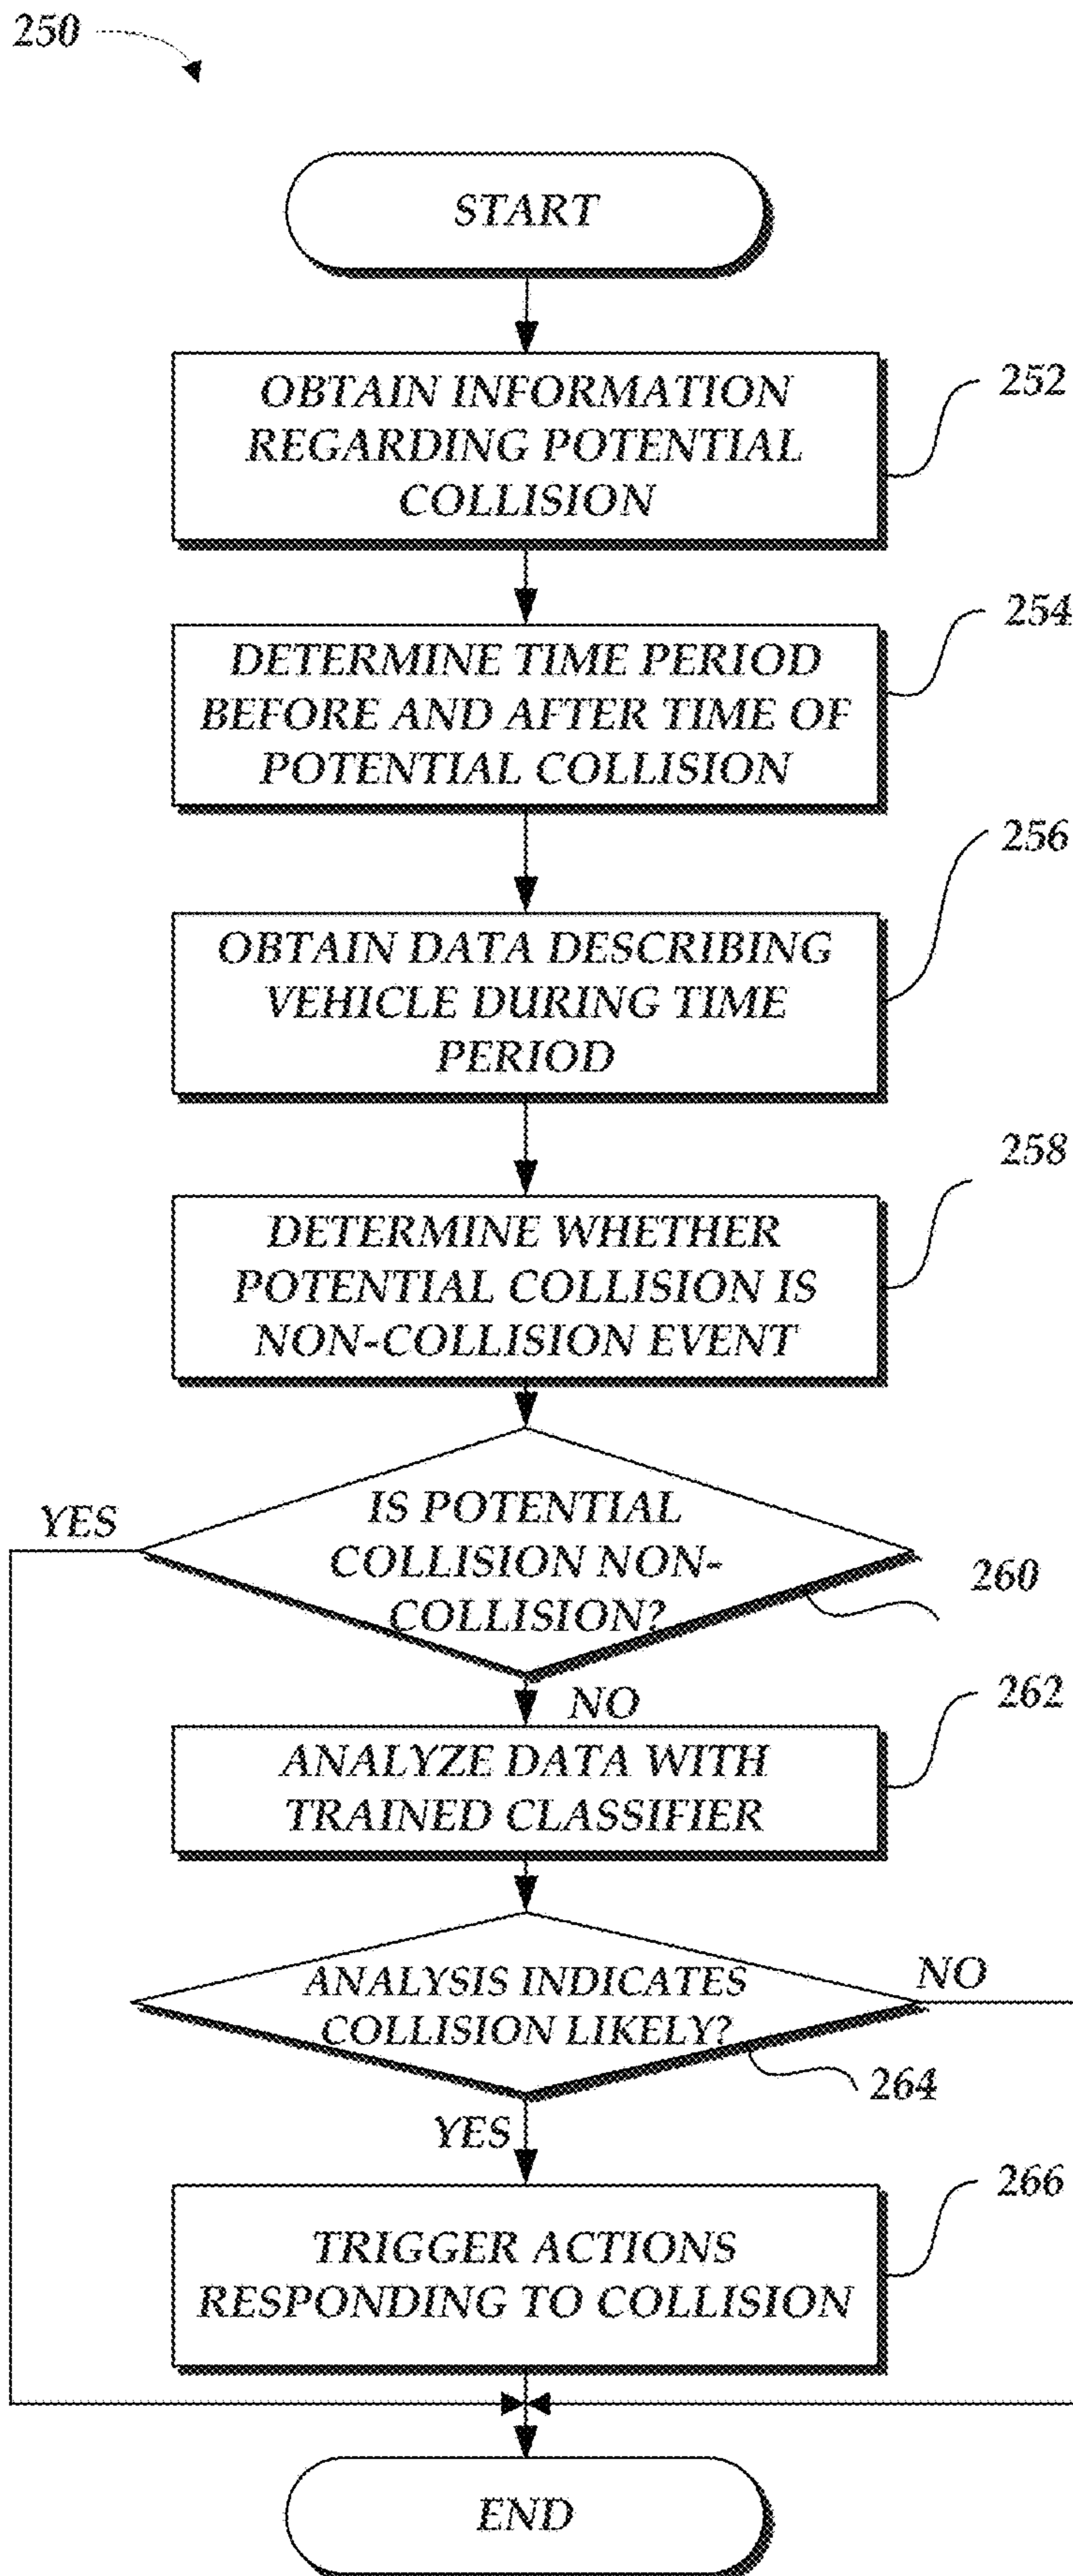 250
START
OBTAIN INFORMATION
REGARDING POTENTIAL
COLLISION
252
DETERMINE TIME PERIOD
BEFORE AND AFTER TIME OF
POTENTIAL COLLISION
254
OBTAIN DATA DESCRIBING
VEHICLE DURING TIME
PERIOD
256
DETERMINE WHETHER
POTENTIAL COLLISION IS
NON-COLLISION EVENT
258
YES
IS POTENTIAL
COLLISION NON-
COLLISION?
260
NO
ANALYZE DATA WITH
TRAINED CLASSIFIER
262
ANALYSIS INDICATES
COLLISION LIKELY?
NO
264
YES
TRIGGER ACTIONS
RESPONDING TO COLLISION
266
END